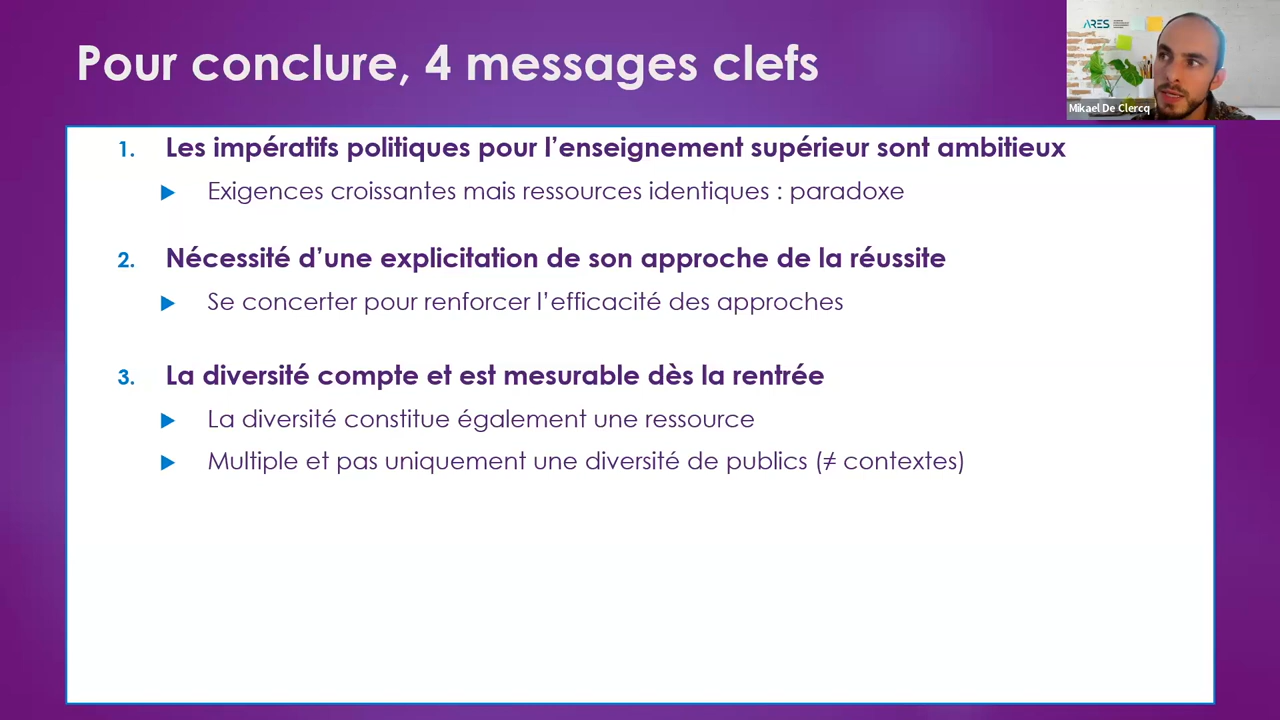 Pour conclure, 4 messages clefs
ARES
Mikael De Clercq
1. Les impératifs politiques pour l’enseignement supérieur sont ambitieux
Exigences croissantes mais ressources identiques : paradoxe
2. Nécessité d’une explicitation de son approche de la réussite
Se concerter pour renforcer l’efficacité des approches
3. La diversité compte et est mesurable dès la rentrée
La diversité constitue également une ressource
Multiple et pas uniquement une diversité de publics (≠ contextes)